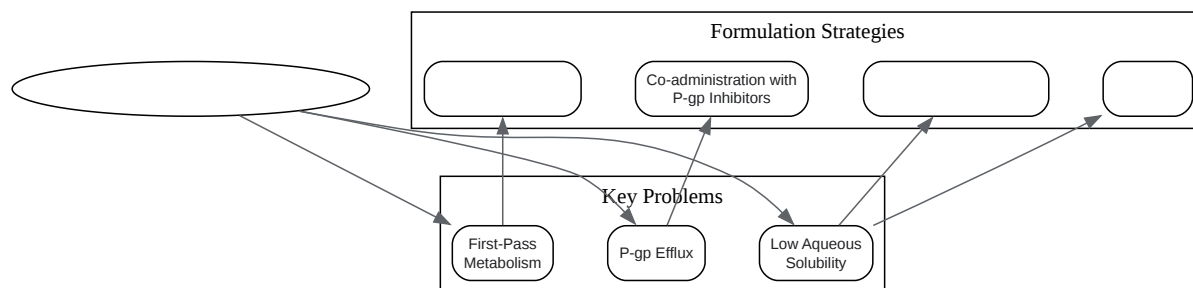 Formulation Strategies
Co-administration with
P-gp Inhibitors
Key Problems
First-Pass
Metabolism
P-gp Efflux
Low Aqueous
Solubility